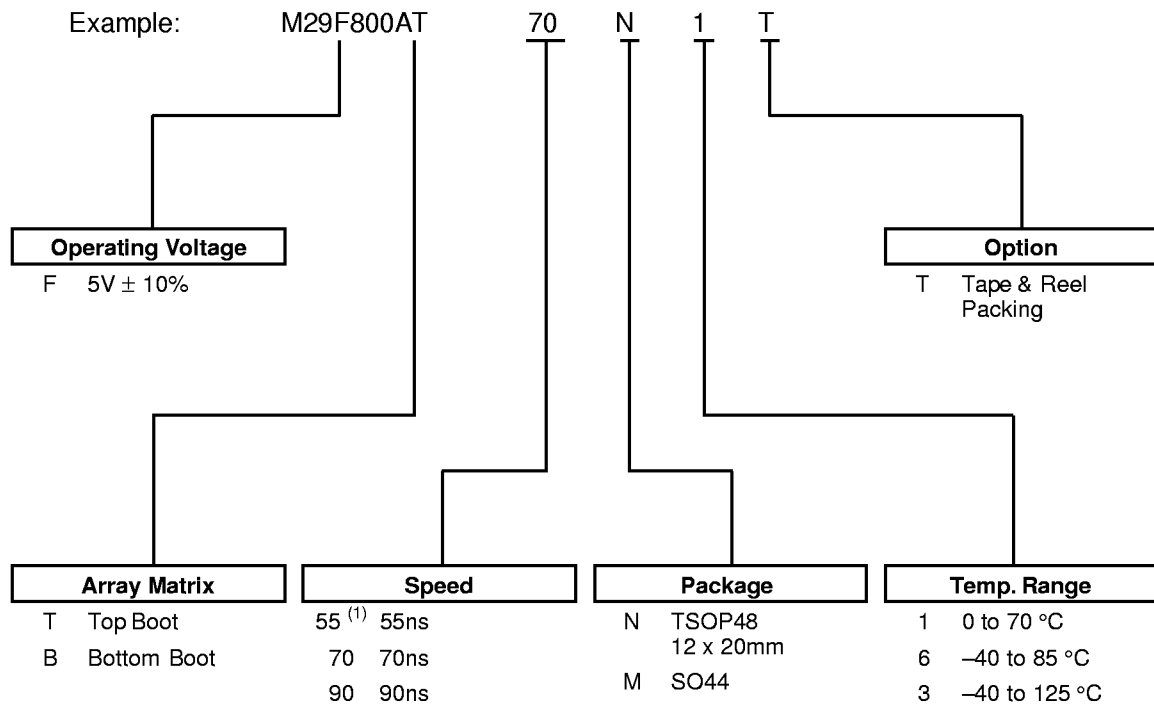 Example: M29F800AT 70 N 1 T
Operating Voltage
F 5V ± 10%
Option
T Tape & Reel
Packing
Array Matrix
T Top Boot
B Bottom Boot
Speed
55 (1) 55ns
70 70ns
90 90ns
Package
N TSOP48
12 x 20mm
M SO44
Temp. Range
1 0 to 70 °C
6 –40 to 85 °C
3 –40 to 125 °C